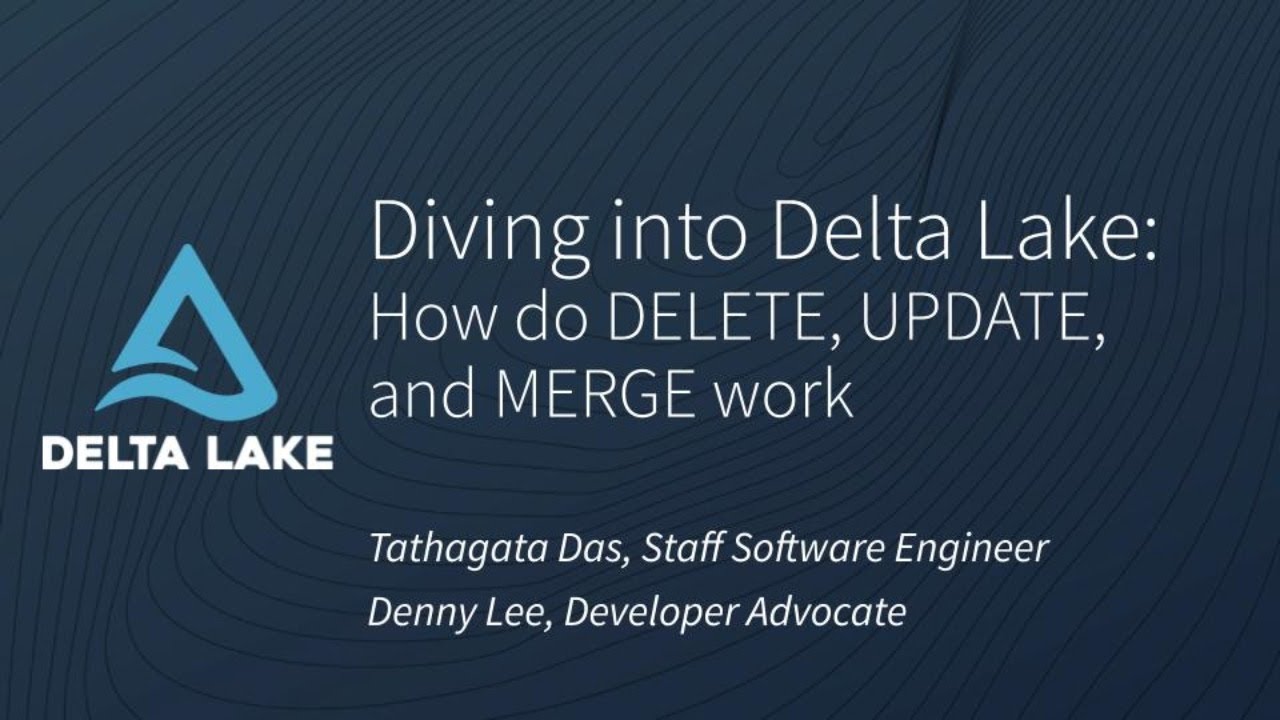 Diving into Delta Lake:
How do DELETE, UPDATE,
and MERGE work
DELTA LAKE
Tathagata Das, Staff Software Engineer
Denny Lee, Developer Advocate